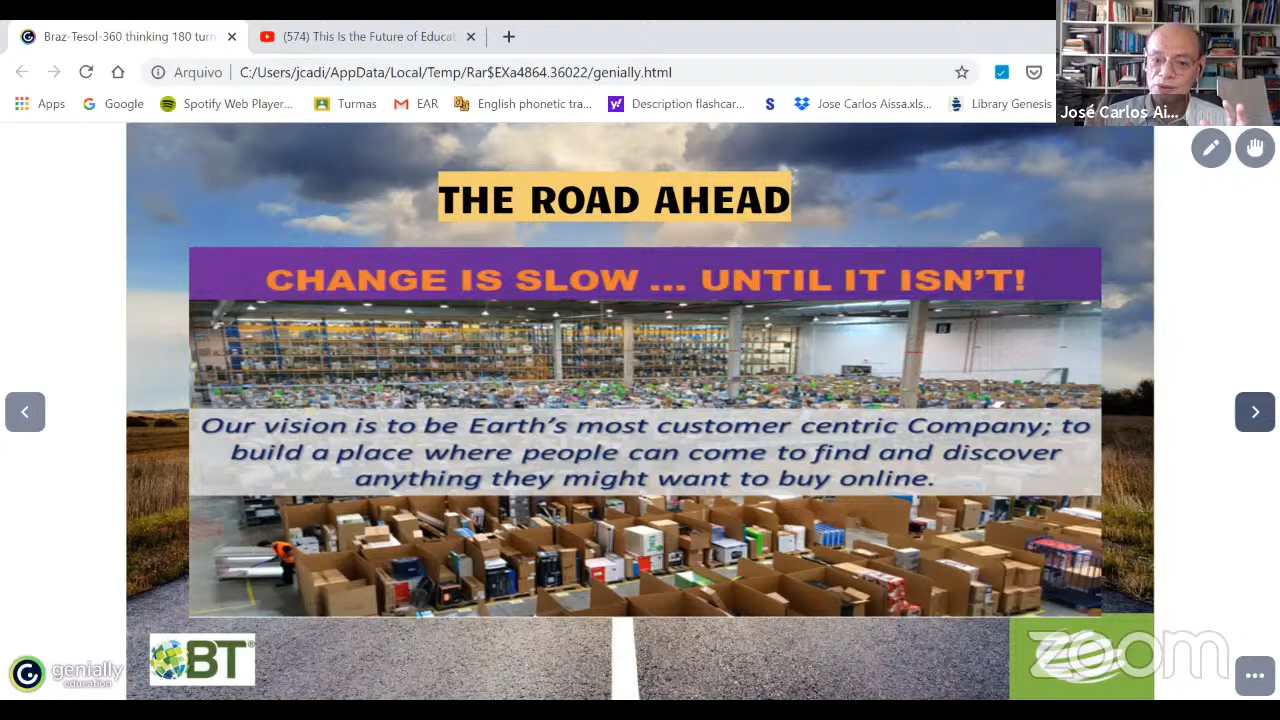 Braz-Tesol-360 thinking 180 turn
(574) This Is the Future of Educat
Arquivo
C:/Users/jcadi/AppData/Local/Temp/Rar$EXa4864.36022/genially.html
Apps
Google
Spotify Web Player...
Turmas
EAR
English phonetic tra...
Description flashcar...
S
Jose Carlos Aissa.xls...
Library Genesis
José Carlos Ai...
THE ROAD AHEAD
CHANGE IS SLOW ... UNTIL IT ISN'T!
Our vision is to be Earth's most customer centric Company; to
build a place where people can come to find and discover
anything they might want to buy online.
BT®
genially
education
zoom